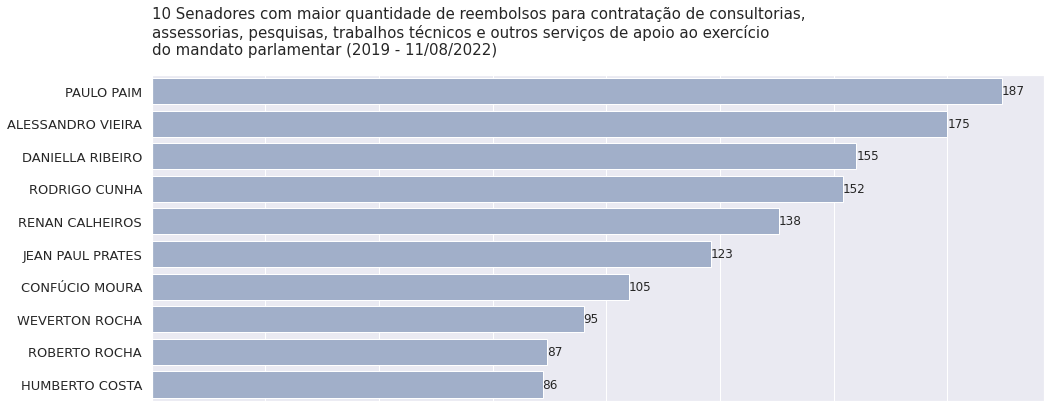 10 Senadores com maior quantidade de reembolsos para contratação de consultorias,
assessorias, pesquisas, trabalhos técnicos e outros serviços de apoio ao exercício
do mandato parlamentar (2019 - 11/08/2022)
PAULO PAIM 187
ALESSANDRO VIEIRA 175
DANIELLA RIBEIRO 155
RODRIGO CUNHA 152
RENAN CALHEIROS 138
JEAN PAUL PRATES 123
CONFÚCIO MOURA 105
WEVERTON ROCHA 95
ROBERTO ROCHA 87
HUMBERTO COSTA 86